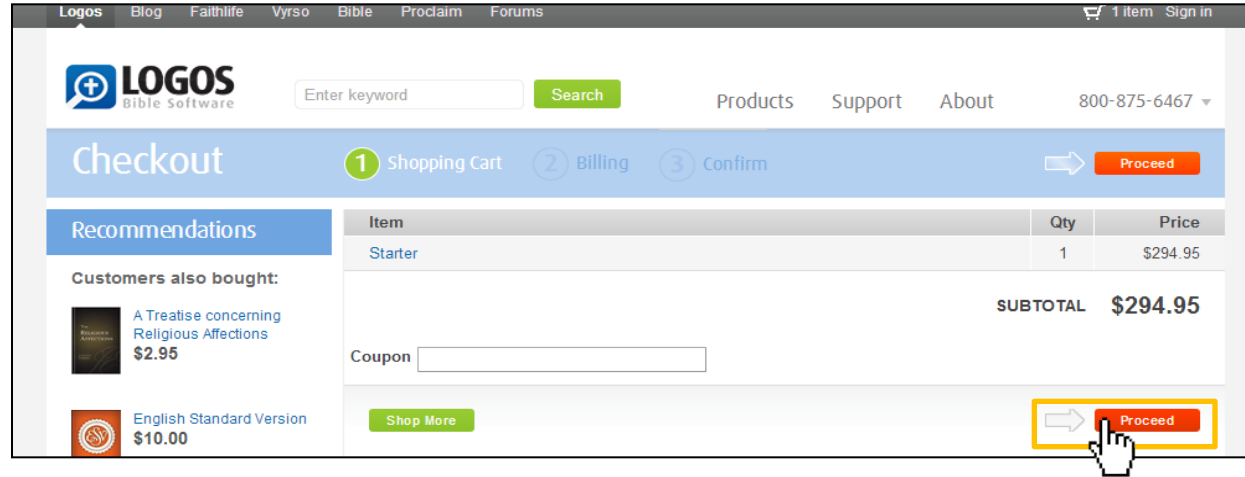 Logos Blog Faithlife Vyrso Bible Proclaim Forums 1 item Sign in
LOGOS
Bible Software
Enter keyword Search Products Support About 800-875-6467
Checkout 1 Shopping Cart 2 Billing 3 Confirm Proceed
Recommendations
Item Qty Price
Starter 1 $294.95
Customers also bought:
SUBTOTAL $294.95
A Treatise concerning
Religious Affections
$2.95
Coupon
English Standard Version
$10.00
ESV
Shop More Proceed